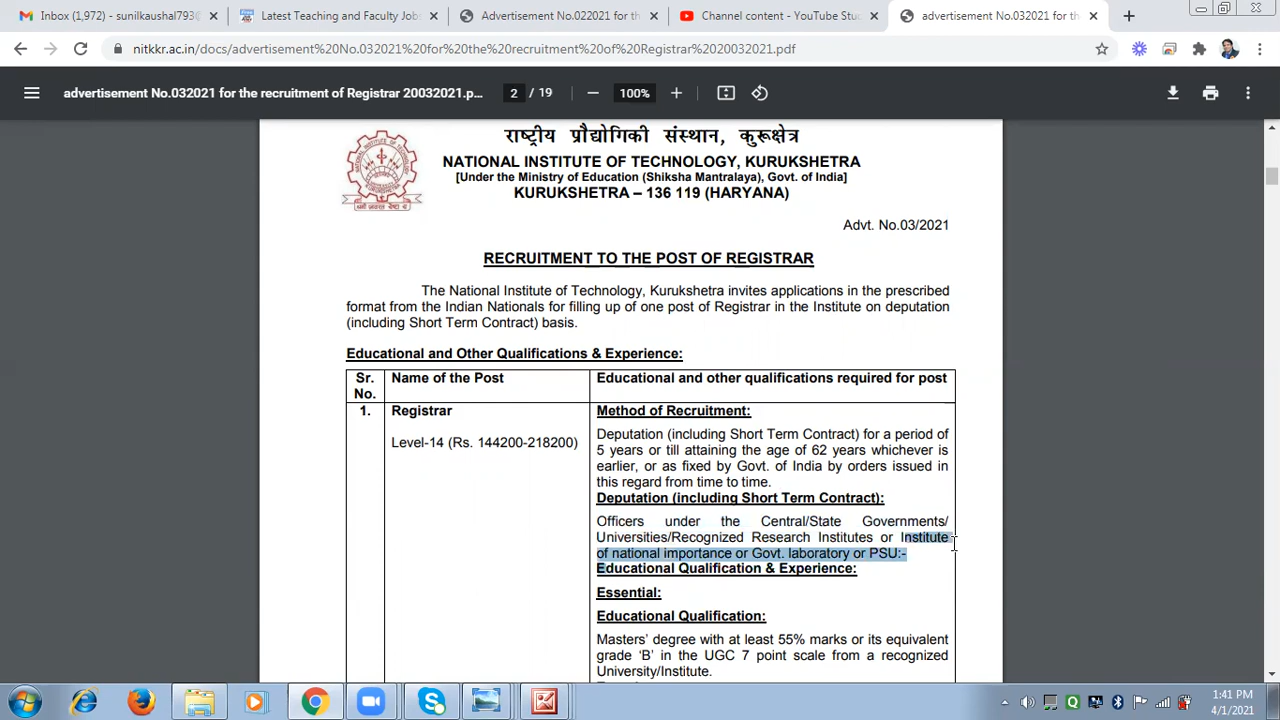 Inbox (1,972) - sunilkaushal793@
Latest Teaching and Faculty Jobs
Advertisement No.022021 for th
Channel content - YouTube Stu
advertisement No.032021 for th
nitkkr.ac.in/docs/advertisement%20No.032021%20for%20the%20recruitment%20of%20Registrar%2020032021.pdf
advertisement No.032021 for the recruitment of Registrar 20032021.p...
2 / 19
100%
राष्ट्रीय प्रौद्योगिकी संस्थान, कुरूक्षेत्र
NATIONAL INSTITUTE OF TECHNOLOGY, KURUKSHETRA
[Under the Ministry of Education (Shiksha Mantralaya), Govt. of India]
KURUKSHETRA – 136 119 (HARYANA)
Advt. No.03/2021
RECRUITMENT TO THE POST OF REGISTRAR
The National Institute of Technology, Kurukshetra invites applications in the prescribed
format from the Indian Nationals for filling up of one post of Registrar in the Institute on deputation
(including Short Term Contract) basis.
Educational and Other Qualifications & Experience:
Sr. No.
Name of the Post
Educational and other qualifications required for post
1.
Registrar
Level-14 (Rs. 144200-218200)
Method of Recruitment:
Deputation (including Short Term Contract) for a period of
5 years or till attaining the age of 62 years whichever is
earlier, or as fixed by Govt. of India by orders issued in
this regard from time to time.
Deputation (including Short Term Contract):
Officers under the Central/State Governments/
Universities/Recognized Research Institutes or Institute
of national importance or Govt. laboratory or PSU:-
Educational Qualification & Experience:
Essential:
Educational Qualification:
Masters' degree with at least 55% marks or its equivalent
grade 'B' in the UGC 7 point scale from a recognized
University/Institute.
1:41 PM
4/1/2021